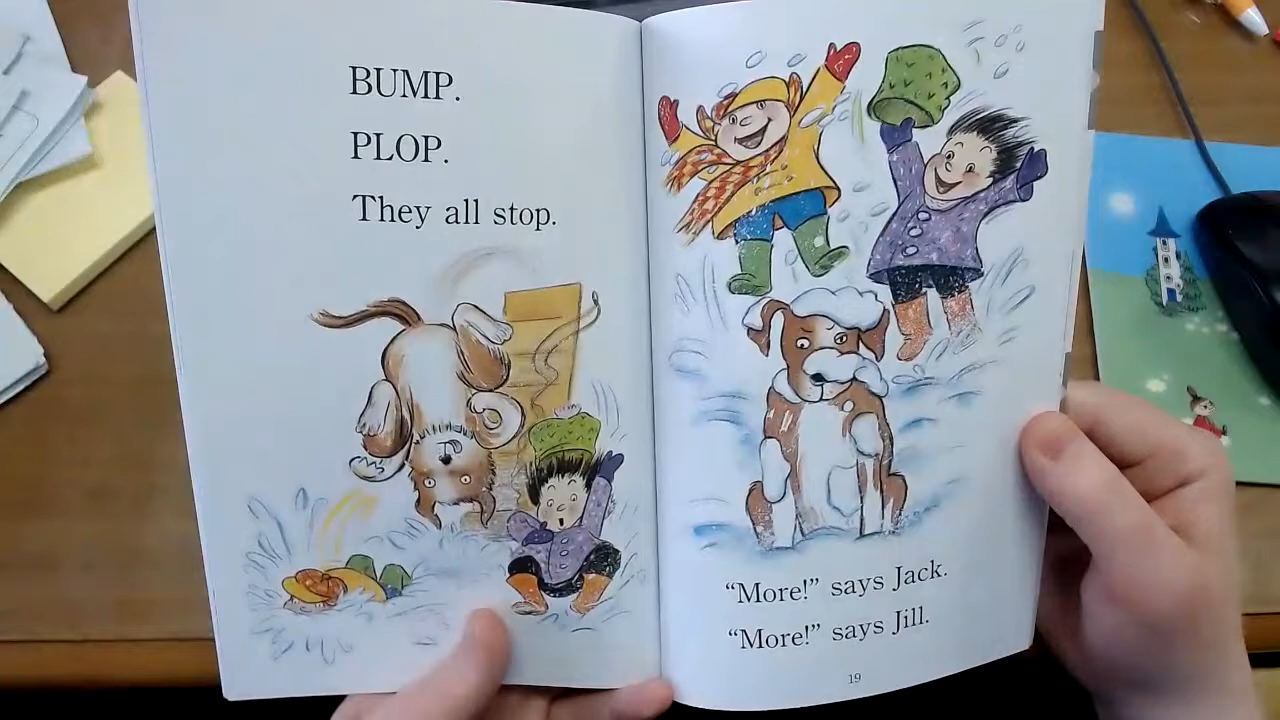 BUMP.
PLOP.
They all stop.
“More!” says Jack.
“More!” says Jill.
19